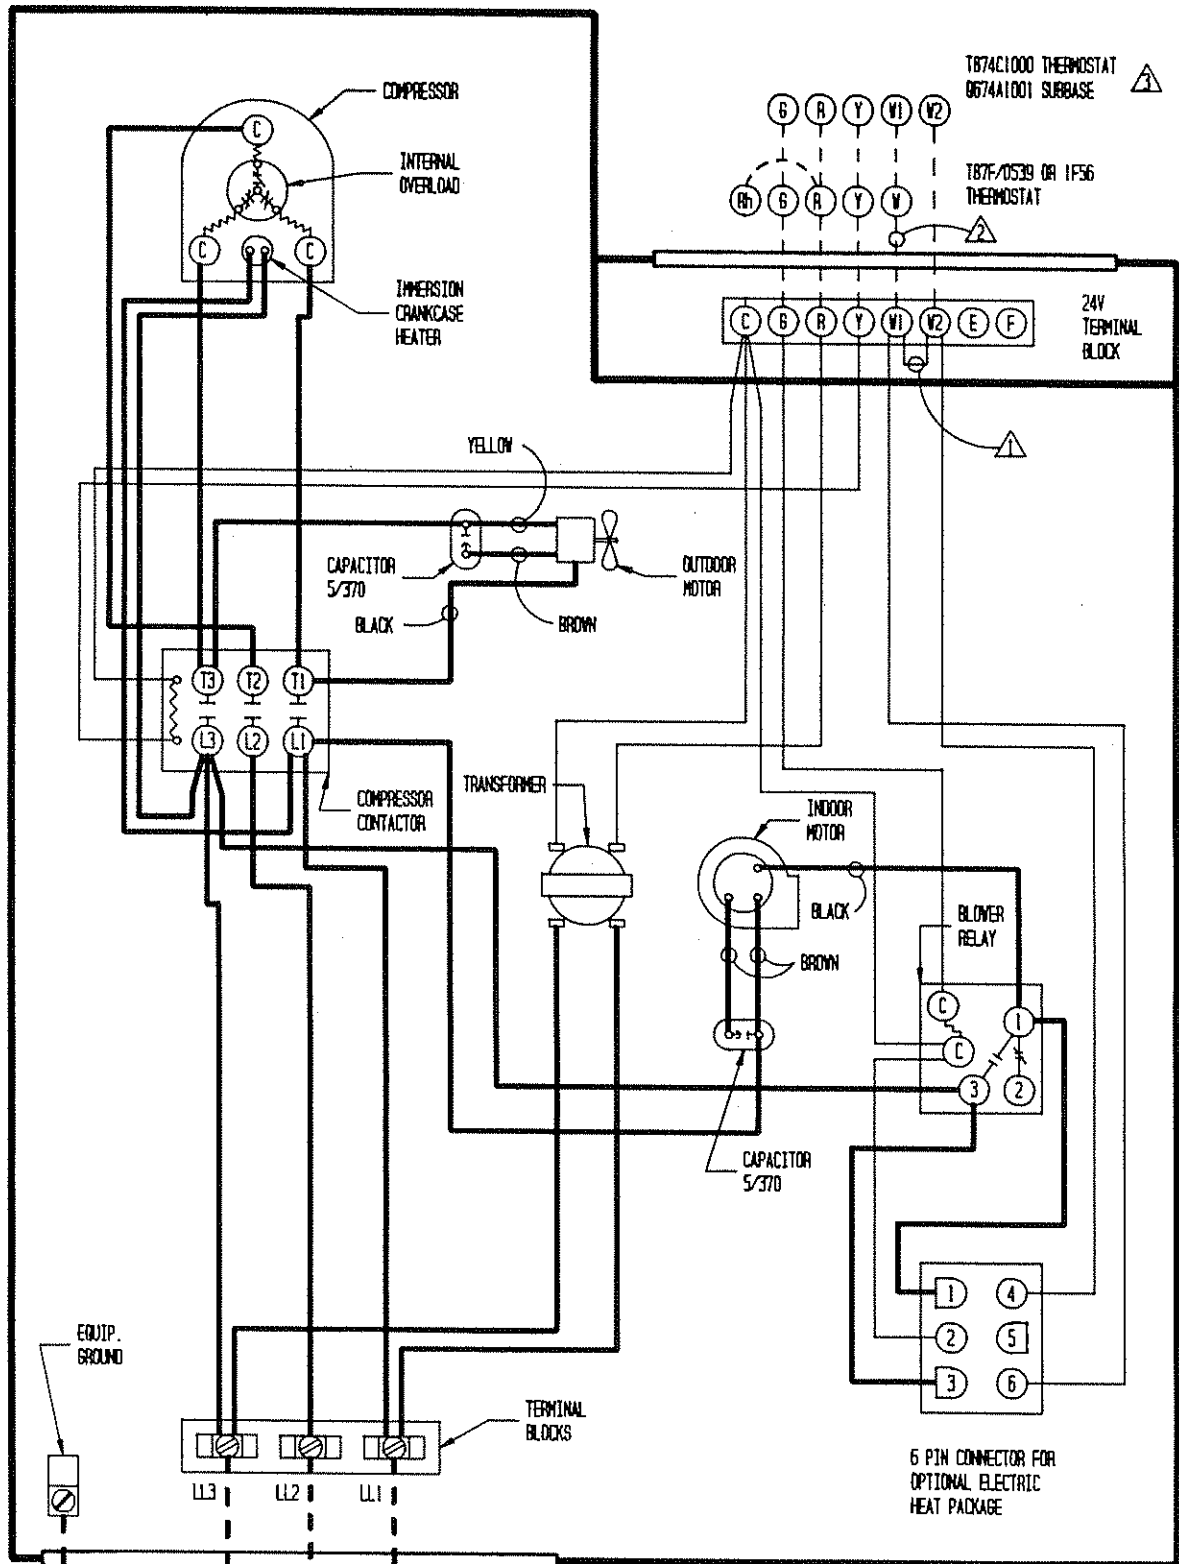 T874C1000 THERMOSTAT
Q674A1001 SUBBASE
3
G R Y W1 W2
T87F/0539 OR 1F56
THERMOSTAT
Rh G R Y W
2
COMPRESSOR
C
INTERNAL
OVERLOAD
C C
IMMERSION
CRANKCASE
HEATER
C G R Y W1 W2 E F
24V
TERMINAL
BLOCK
1
YELLOW
CAPACITOR
5/370
OUTDOOR
MOTOR
BLACK
BROWN
T3 T2 T1
L3 L2 L1
COMPRESSOR
CONTACTOR
TRANSFORMER
INDOOR
MOTOR
BLACK
BROWN
BLOWER
RELAY
C
1
C
3 2
CAPACITOR
5/370
1 4
2 5
3 6
6 PIN CONNECTOR FOR
OPTIONAL ELECTRIC
HEAT PACKAGE
EQUIP.
GROUND
TERMINAL
BLOCKS
LL3 LL2 LL1